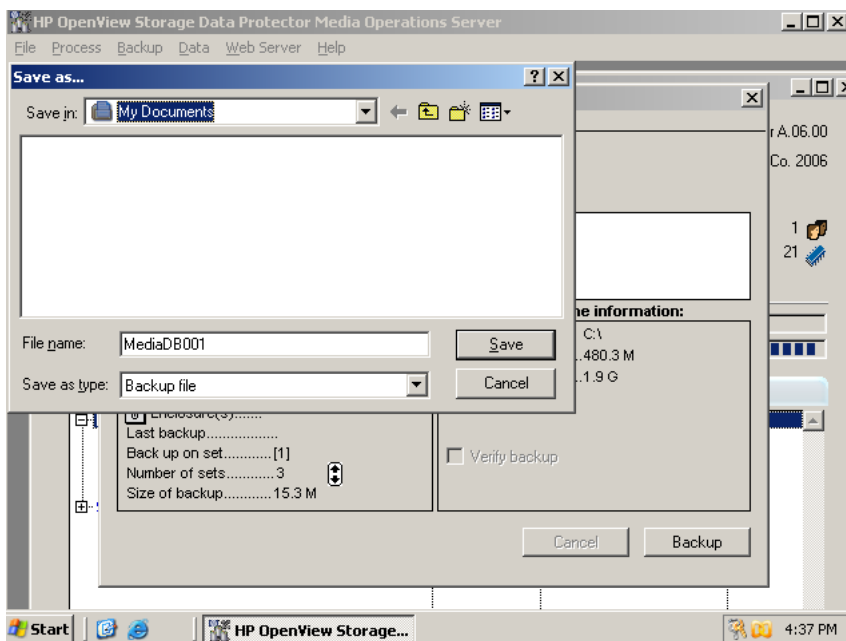 HP OpenView Storage Data Protector Media Operations Server
File Process Backup Data Web Server Help
Save as...
Save in: My Documents
r A.06.00
Co. 2006
1
21
File name: MediaDB001 Save
Save as type: Backup file Cancel
ne information:
C:\
..480.3 M
..1.9 G
Enclosure(s).......
Last backup..................
Back up on set............[1]
Number of sets............3
Size of backup............15.3 M
Verify backup
Cancel Backup
Start HP OpenView Storage... 4:37 PM